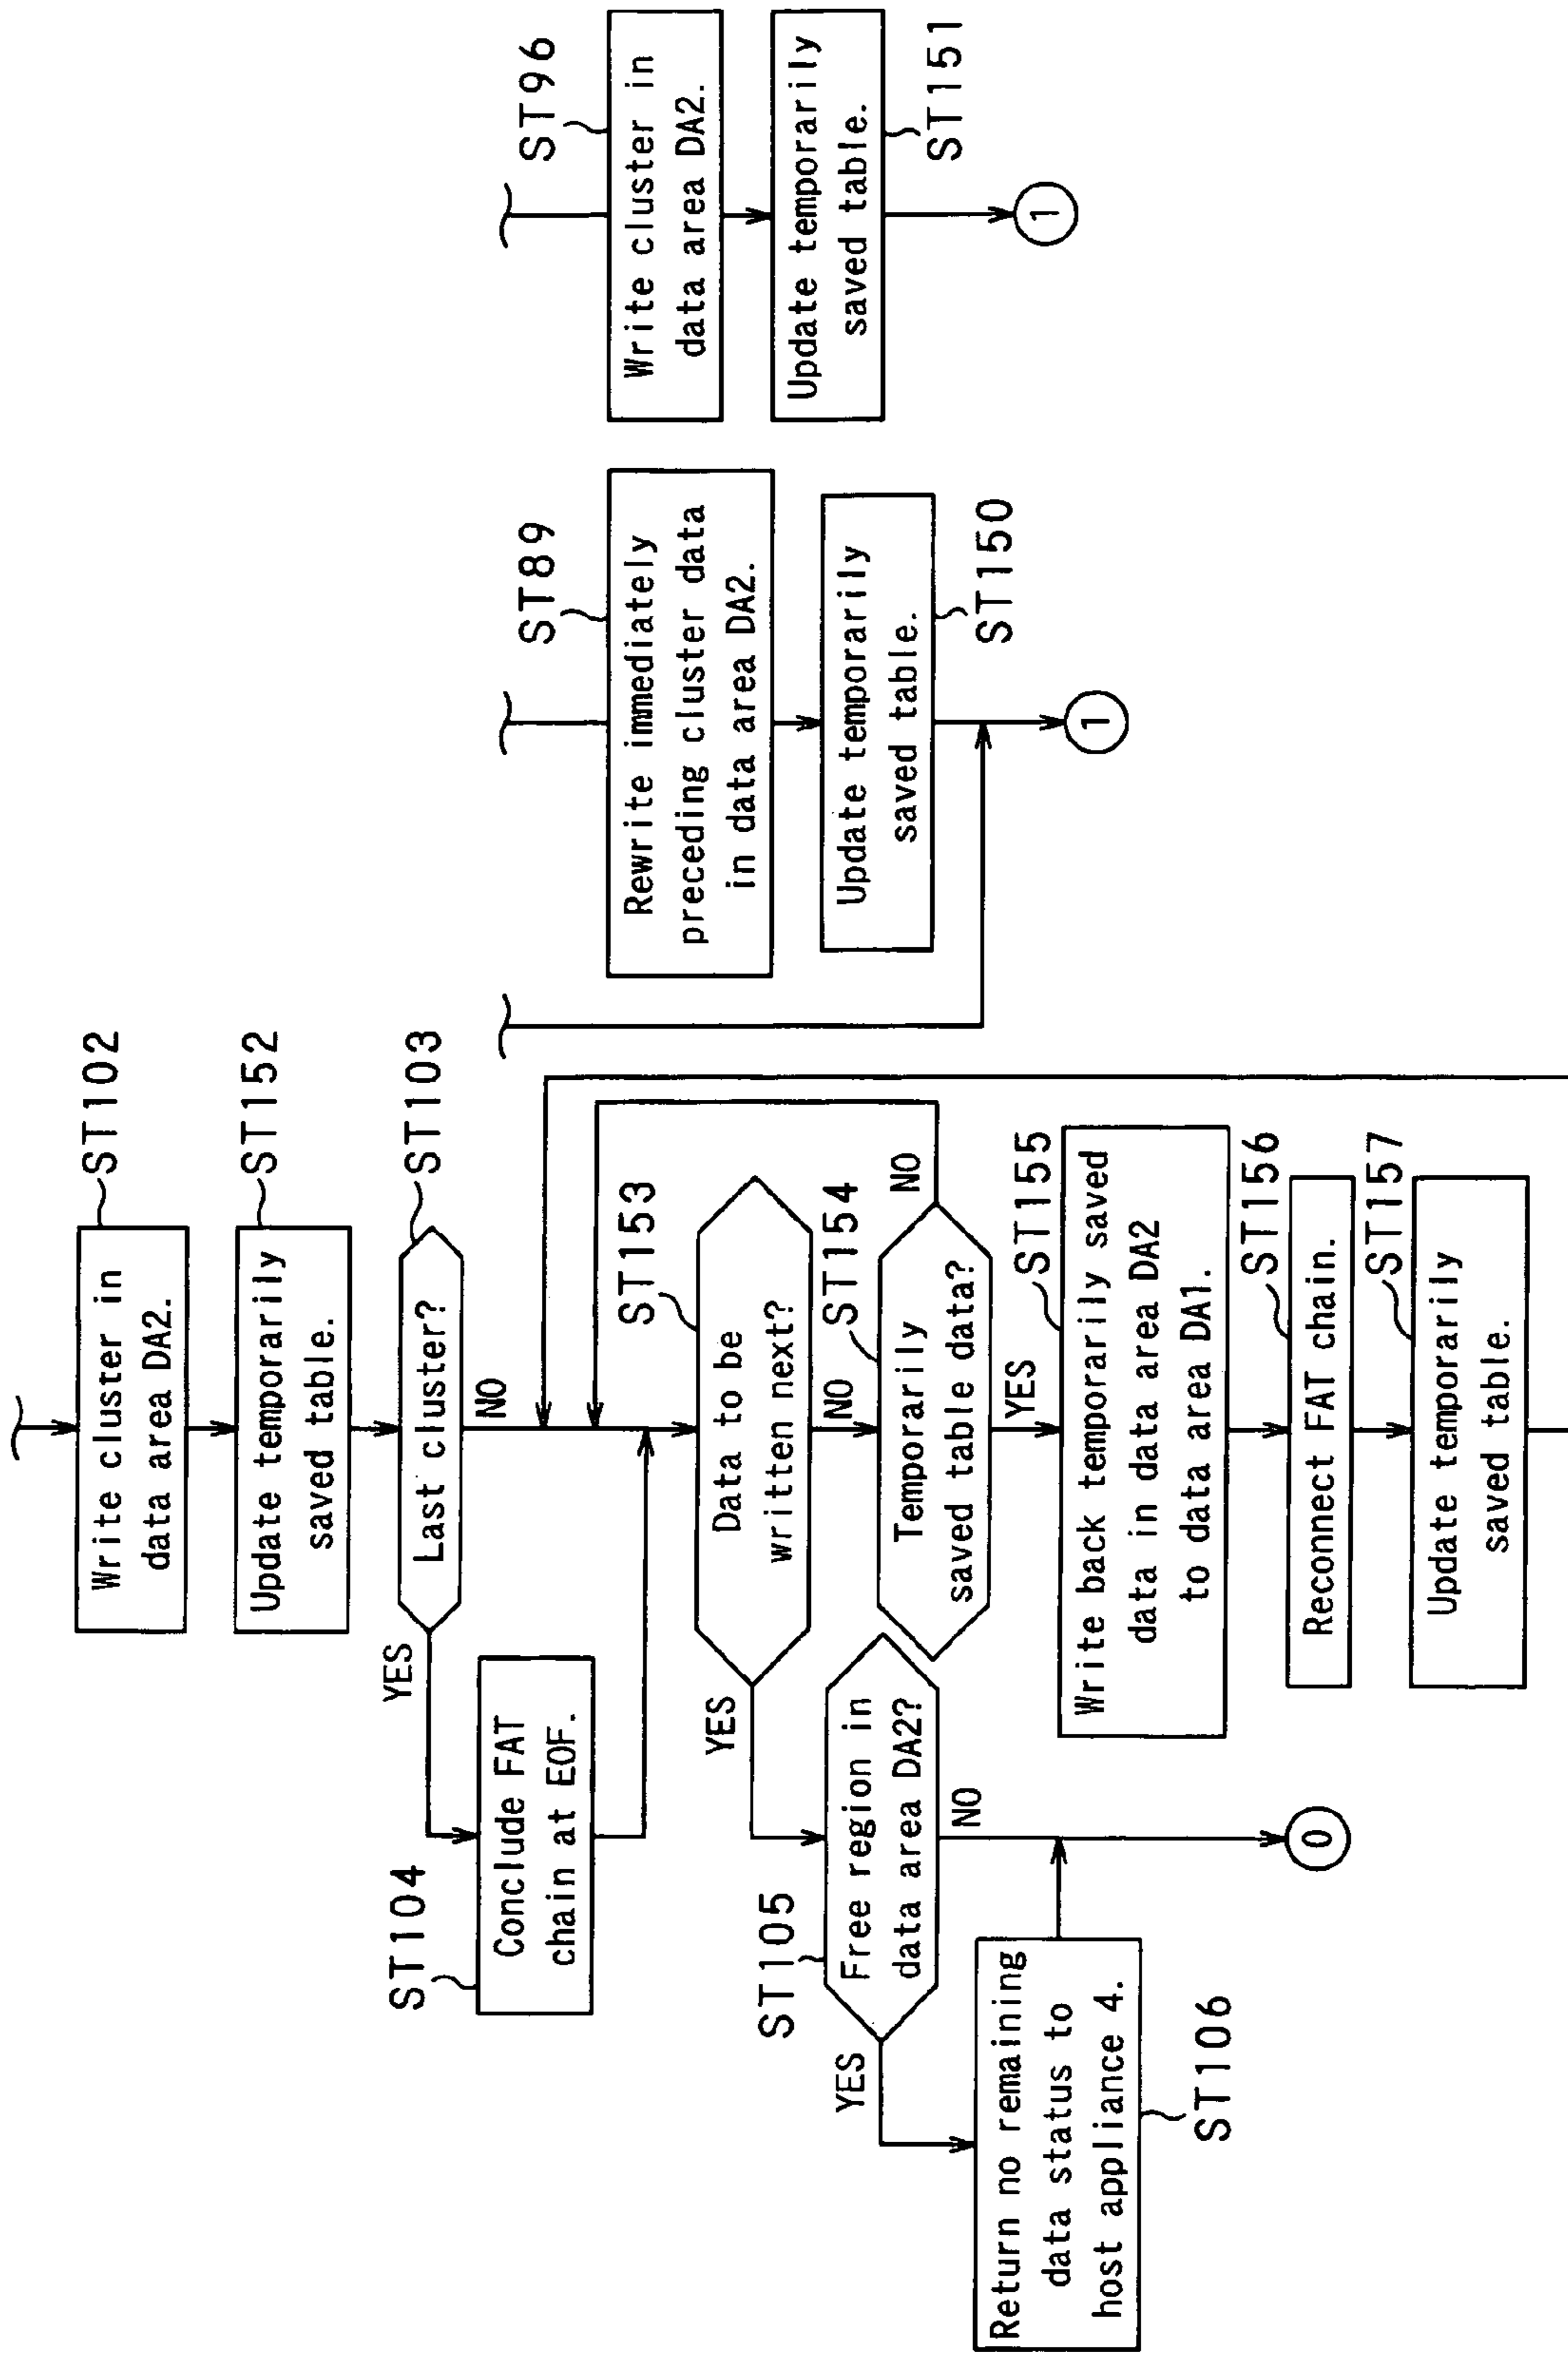 ST102
Write cluster in
data area DA2.
ST152
Update temporarily
saved table.
ST103
Last cluster?
YES
NO
ST104
Conclude FAT
chain at EOF.
ST153
Data to be
written next?
YES
NO
ST105
Free region in
data area DA2?
YES
NO
ST106
Return no remaining
data status to
host appliance 4.
0
ST154
Temporarily
saved table data?
NO
YES
ST155
Write back temporarily saved
data in data area DA2
to data area DA1.
ST156
Reconnect FAT chain.
ST157
Update temporarily
saved table.
ST89
Rewrite immediately
preceding cluster data
in data area DA2.
Update temporarily
saved table.
ST150
1
ST96
Write cluster in
data area DA2.
Update temporarily
saved table.
ST151
1